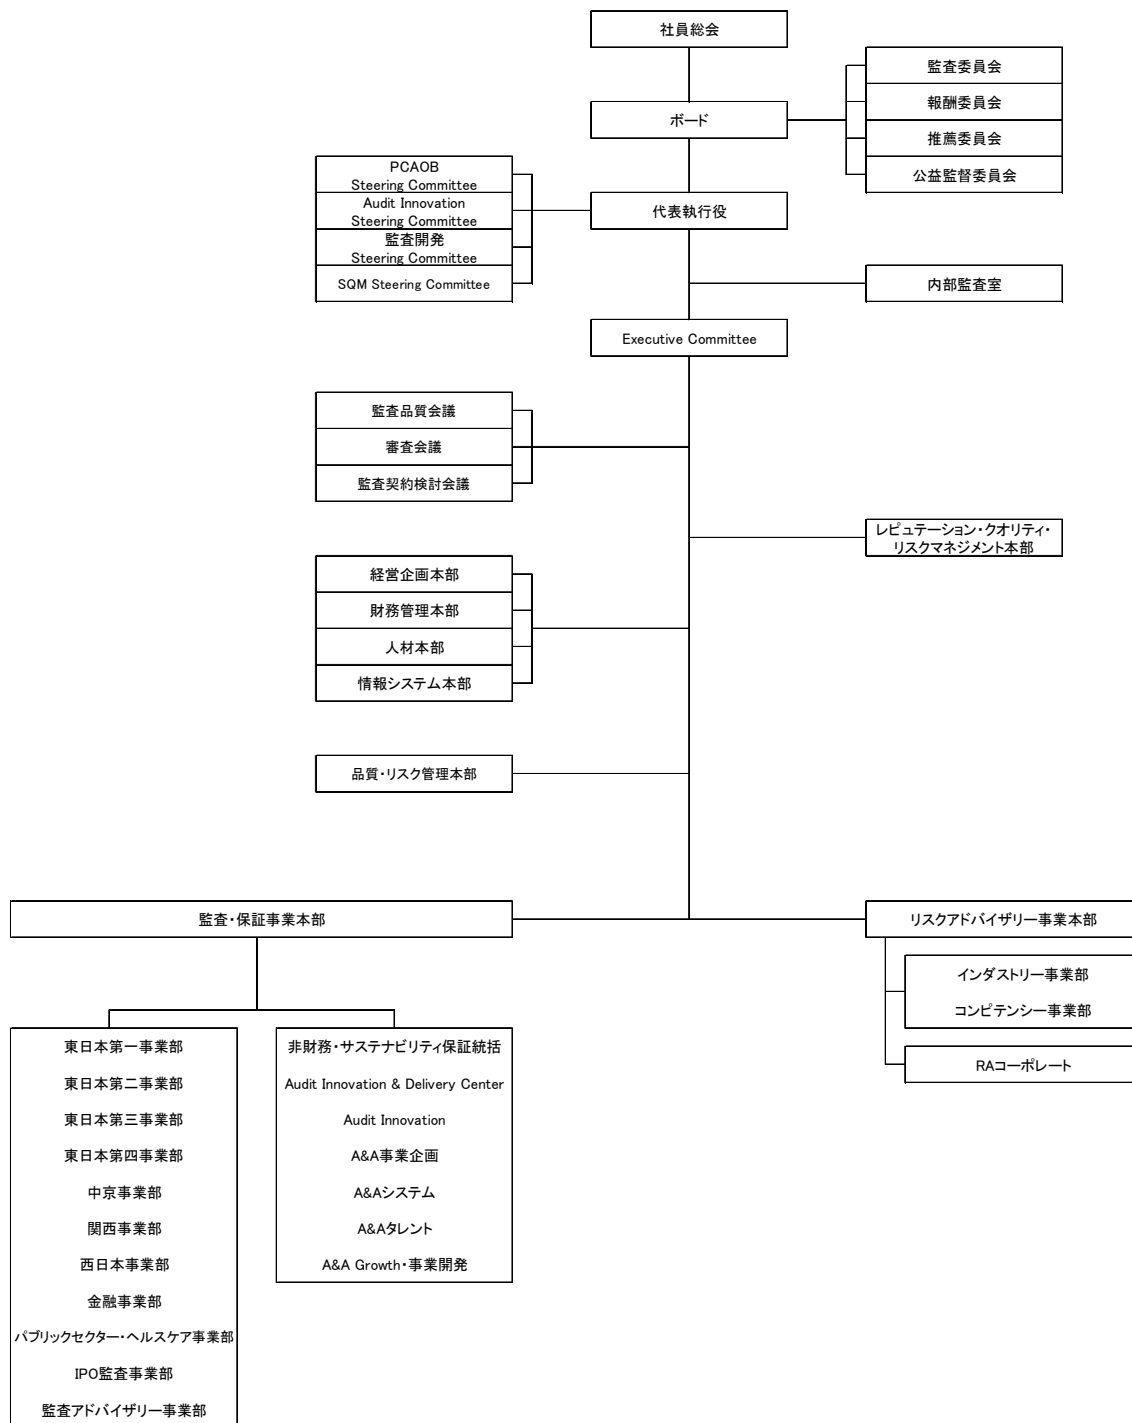 社員総会
監査委員会
報酬委員会
ボード
推薦委員会
公益監督委員会
PCAOB
Steering Committee
Audit Innovation
Steering Committee
監査開発
Steering Committee
SQM Steering Committee
代表執行役
内部監査室
Executive Committee
監査品質会議
審査会議
監査契約検討会議
レピュテーション・クオリティ・
リスクマネジメント本部
経営企画本部
財務管理本部
人材本部
情報システム本部
品質・リスク管理本部
監査・保証事業本部
リスクアドバイザリー事業本部
インダストリー事業部
コンピテンシー事業部
RAコーポレート
東日本第一事業部
東日本第二事業部
東日本第三事業部
東日本第四事業部
中京事業部
関西事業部
西日本事業部
金融事業部
パブリックセクター・ヘルスケア事業部
IPO監査事業部
監査アドバイザリー事業部
非財務・サステナビリティ保証統括
Audit Innovation & Delivery Center
Audit Innovation
A&A事業企画
A&Aシステム
A&Aタレント
A&A Growth・事業開発